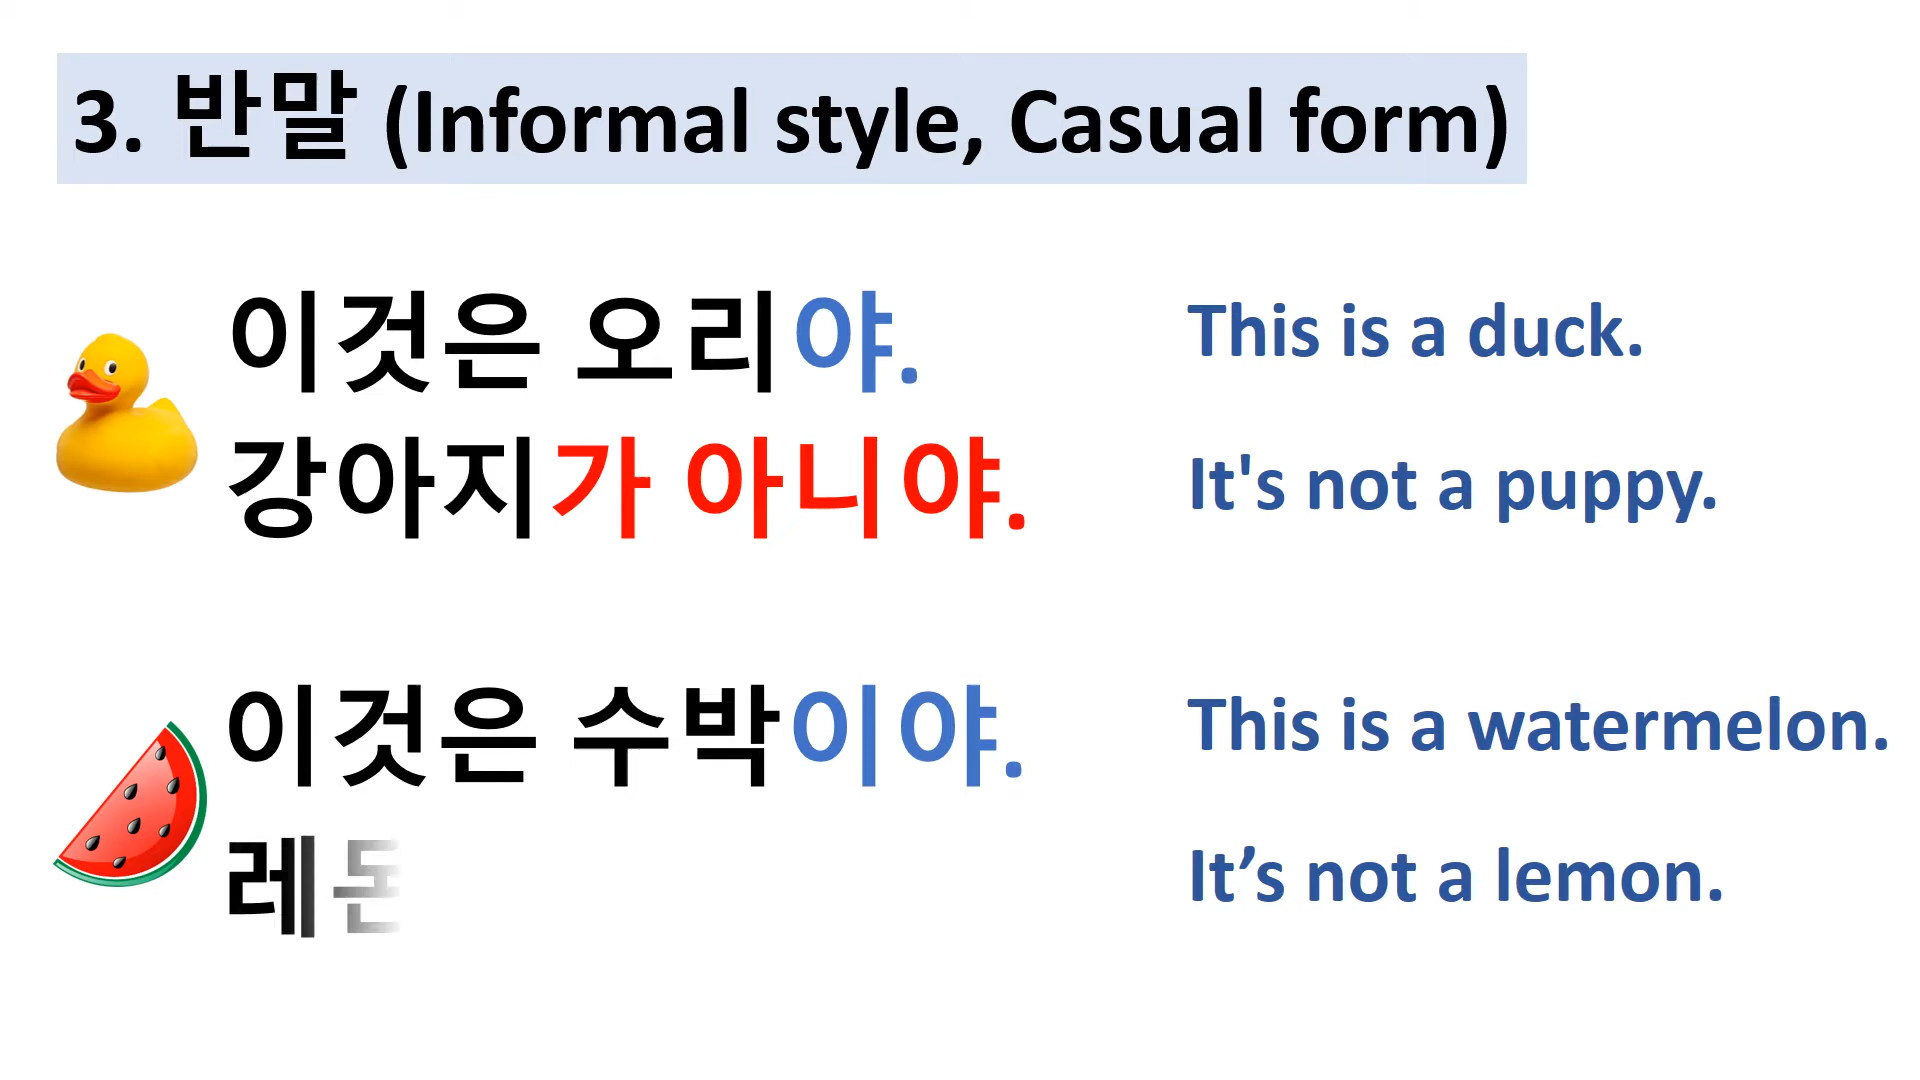 3. 반말 (Informal style, Casual form)
이것은 오리야.
This is a duck.
강아지가 아니야.
It's not a puppy.
이것은 수박이야.
This is a watermelon.
레
It’s not a lemon.